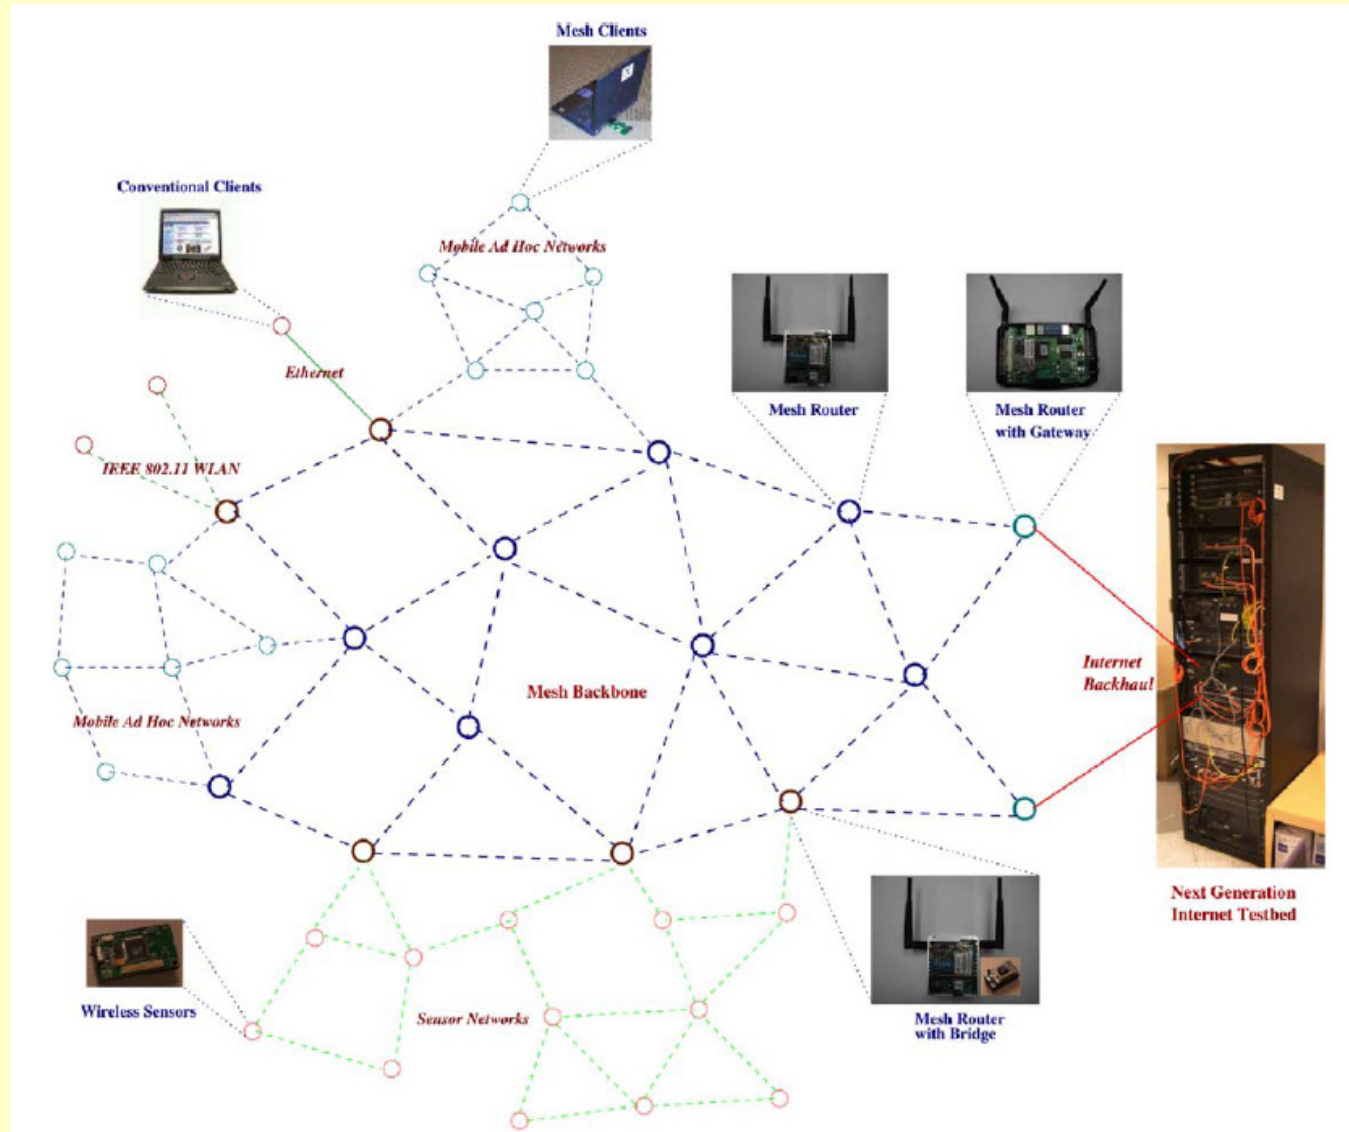 Mesh Clients
Conventional Clients
Mobile Ad Hoc Networks
Ethernet
Mesh Router
Mesh Router
with Gateway
IEEE 802.11 WLAN
Internet
Backhaul
Mesh Backbone
Mobile Ad Hoc Networks
Next Generation
Internet Testbed
Wireless Sensors
Sensor Networks
Mesh Router
with Bridge